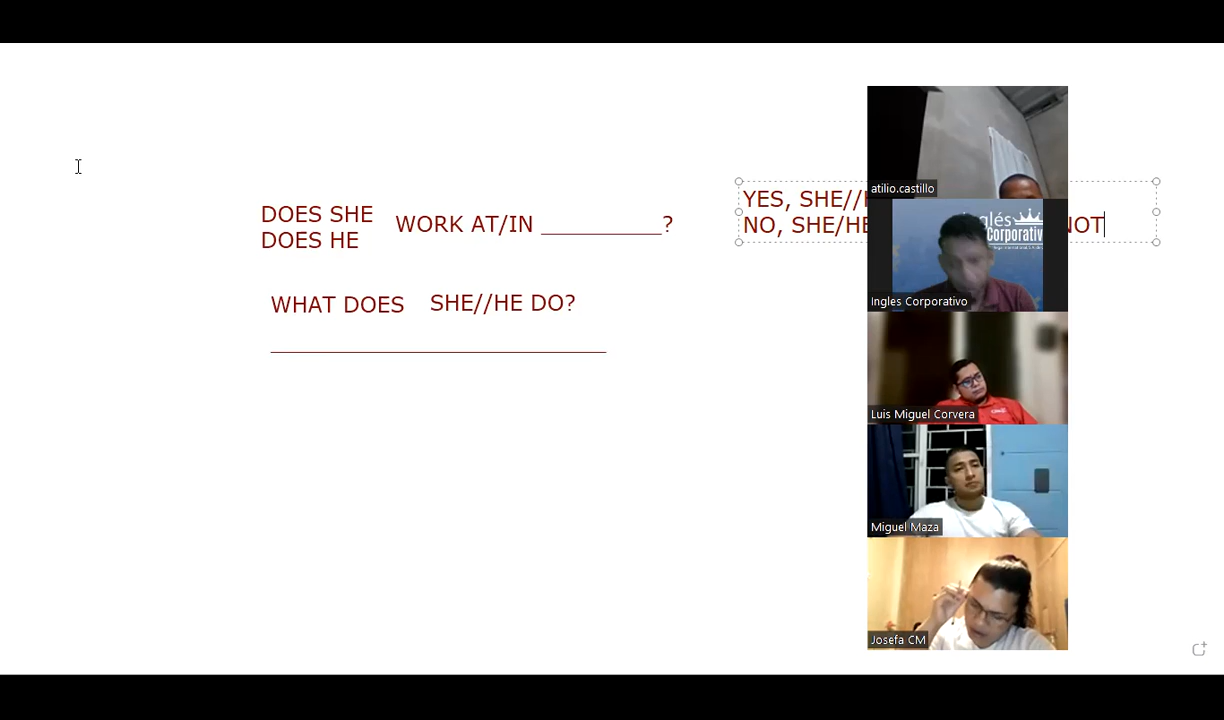 DOES SHE
DOES HE
WORK AT/IN __________?
YES, SHE//
NO, SHE/HE NOT
WHAT DOES SHE//HE DO?
atilio.castillo
Inglés
Corporativo
Ingles Corporativo
Luis Miguel Corvera
Miguel Maza
Josefa CM